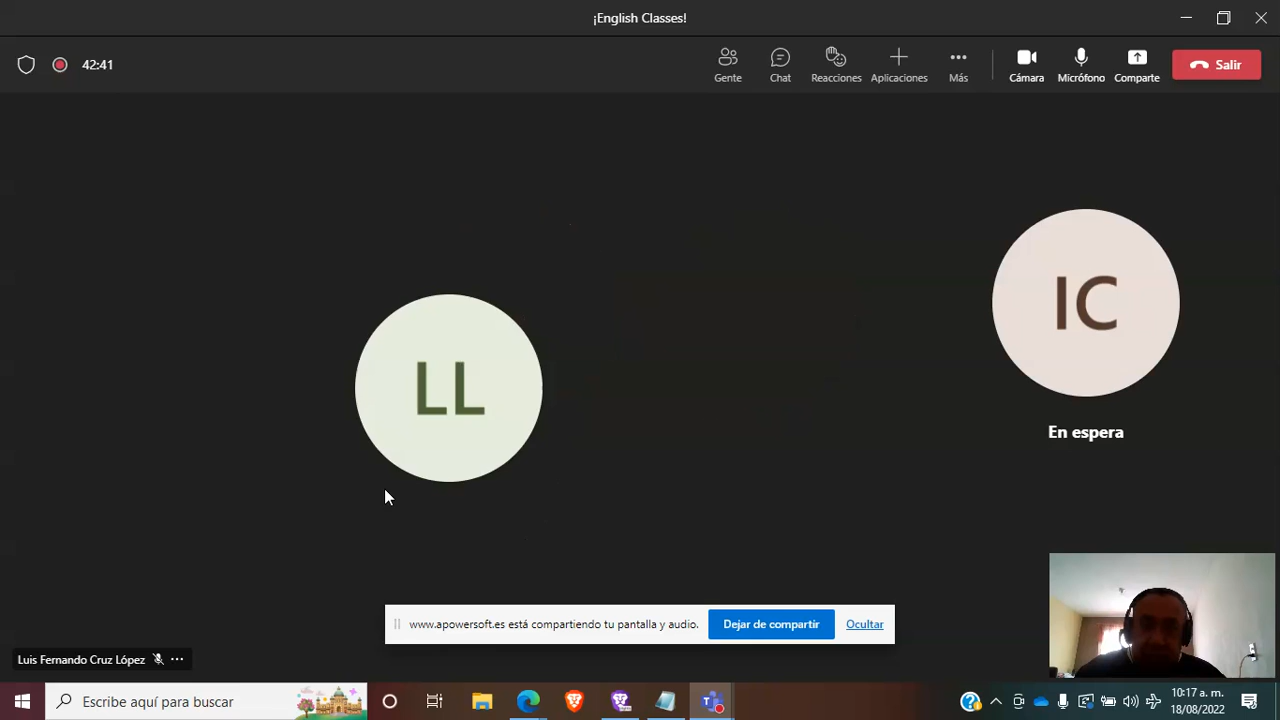 ¡English Classes!
42:41
Gente
Chat
Reacciones
Aplicaciones
Más
Cámara
Micrófono
Comparte
Salir
LL
IC
En espera
www.apowersoft.es está compartiendo tu pantalla y audio.
Dejar de compartir
Ocultar
Luis Fernando Cruz López
Escribe aquí para buscar
10:17 a. m.
18/08/2022